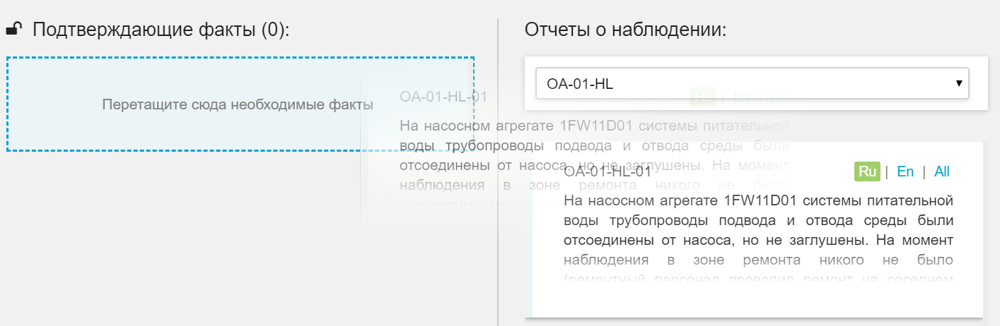 Подтверждающие факты (0):
Перетащите сюда необходимые факты
OA-01-HL-01
Ru | En | All
На насосном агрегате 1FW11D01 системы питательной
воды трубопроводы подвода и отвода среды были
отсоединены от насоса, но не заглушены. На момент
наблюдения в зоне ремонта никого не было
(ремонтный персонал
Отчеты о наблюдении:
OA-01-HL
OA-01-HL-01
Ru | En | All
На насосном агрегате 1FW11D01 системы питательной
воды трубопроводы подвода и отвода среды были
отсоединены от насоса, но не заглушены. На момент
наблюдения в зоне ремонта никого не было
(ремонтный персонал проводил ремонт на соседнем